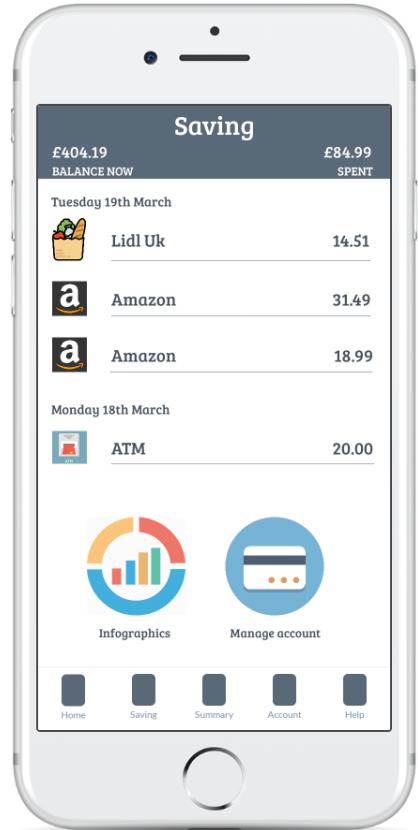 Saving
£404.19 £84.99
BALANCE NOW SPENT
Tuesday 19th March
Lidl Uk 14.51
a Amazon 31.49
a Amazon 18.99
Monday 18th March
ATM ATM 20.00
Infographics Manage account
Home Saving Summary Account Help